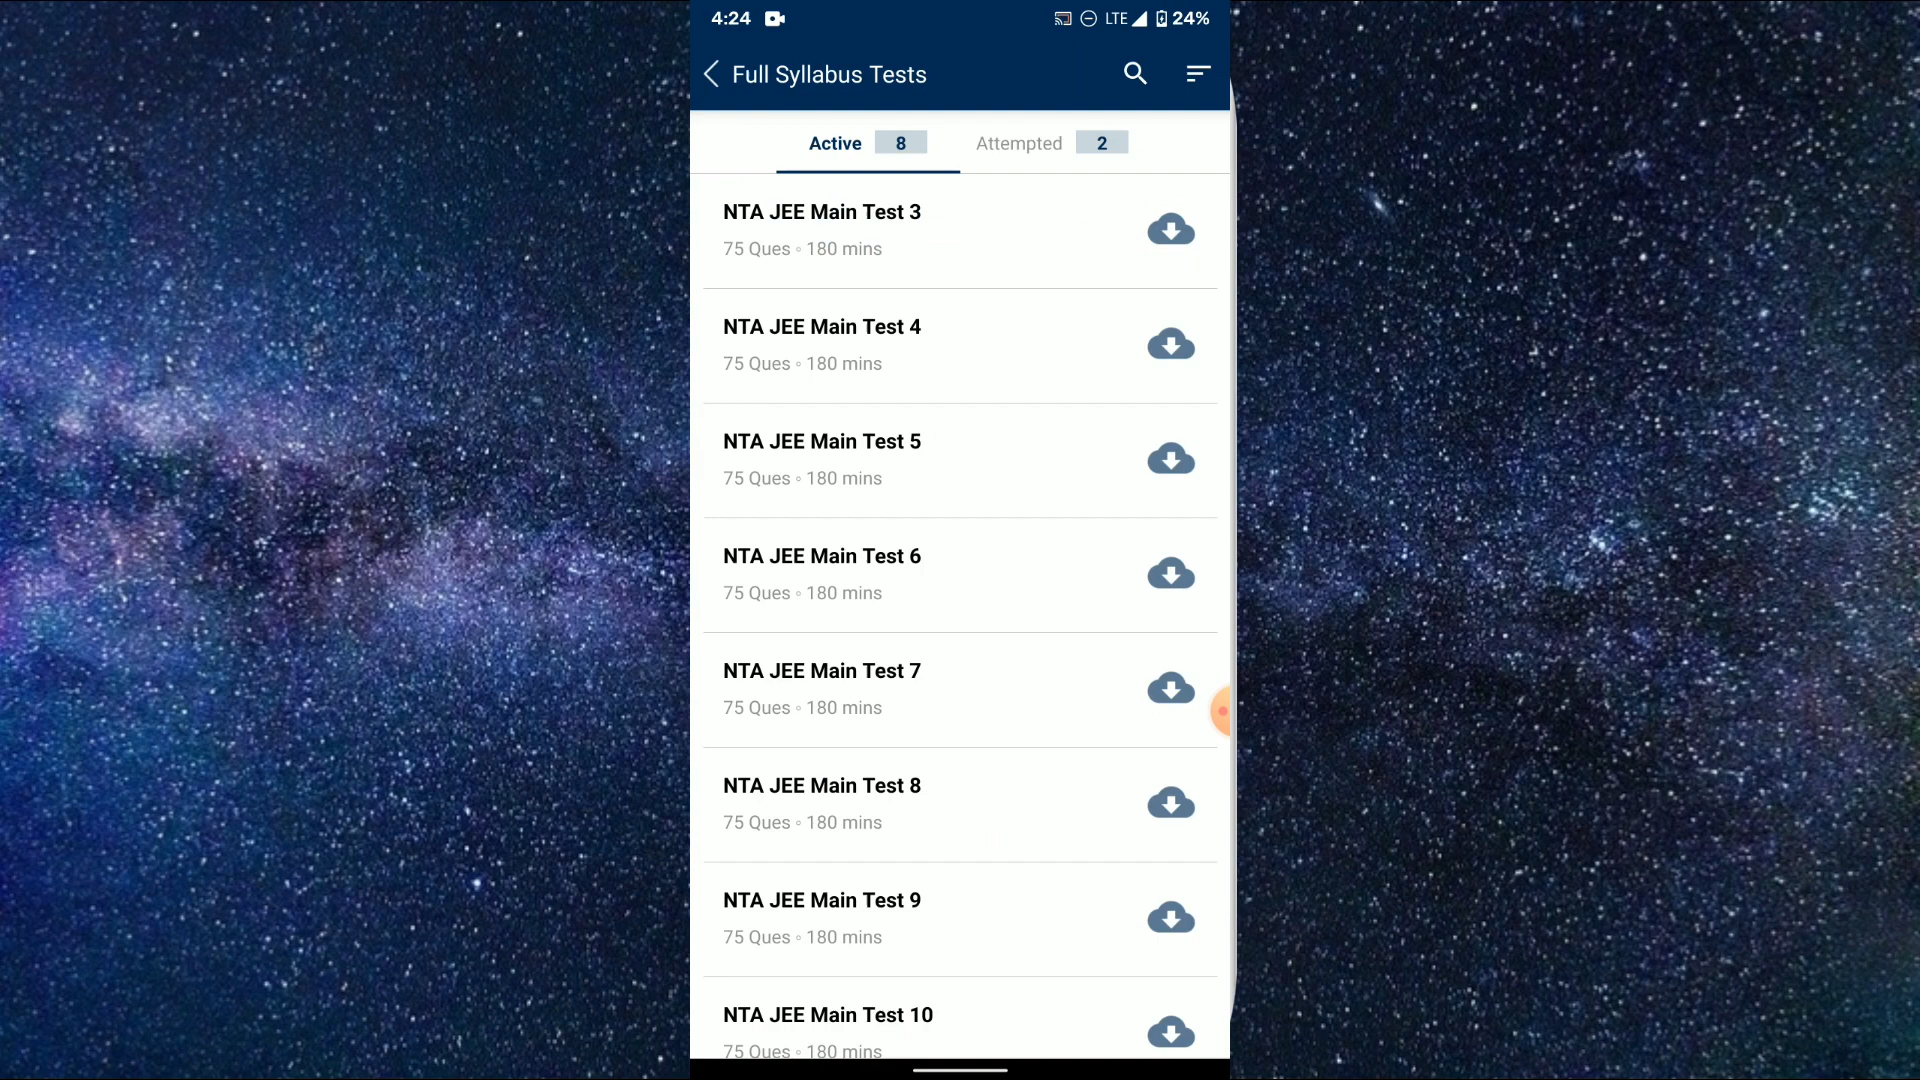 4:24 LTE 24%
Full Syllabus Tests
Active 8 Attempted 2
NTA JEE Main Test 3
75 Ques ◦ 180 mins
NTA JEE Main Test 4
75 Ques ◦ 180 mins
NTA JEE Main Test 5
75 Ques ◦ 180 mins
NTA JEE Main Test 6
75 Ques ◦ 180 mins
NTA JEE Main Test 7
75 Ques ◦ 180 mins
NTA JEE Main Test 8
75 Ques ◦ 180 mins
NTA JEE Main Test 9
75 Ques ◦ 180 mins
NTA JEE Main Test 10
75 Ques ◦ 180 mins